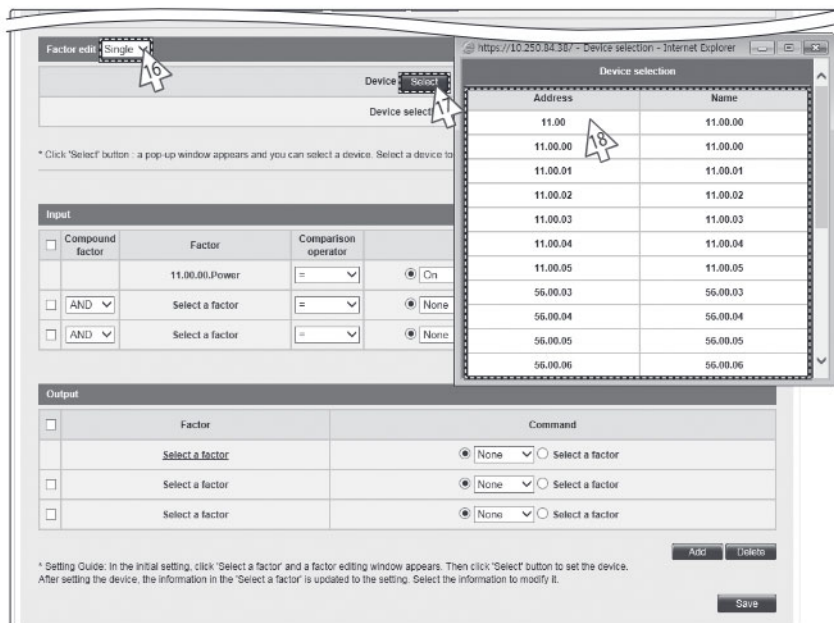 Factor edit Single
16
Device Select
17
Device select
* Click 'Select' button : a pop-up window appears and you can select a device. Select a device to
https://10.250.84.38/ - Device selection - Internet Explorer
Device selection
Address Name
11.00 11.00.00
18
11.00.00 11.00.00
11.00.01 11.00.01
11.00.02 11.00.02
11.00.03 11.00.03
11.00.04 11.00.04
11.00.05 11.00.05
56.00.03 56.00.03
56.00.04 56.00.04
56.00.05 56.00.05
56.00.06 56.00.06
Input
Compound factor Factor Comparison operator
11.00.00.Power = On
AND Select a factor = None
AND Select a factor = None
Output
Factor Command
Select a factor None Select a factor
Select a factor None Select a factor
Select a factor None Select a factor
Add Delete
* Setting Guide: In the initial setting, click 'Select a factor' and a factor editing window appears. Then click 'Select' button to set the device.
After setting the device, the information in the 'Select a factor' is updated to the setting. Select the information to modify it.
Save